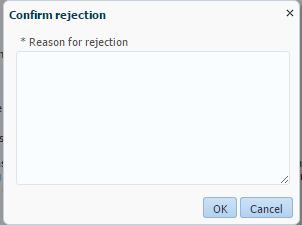 Confirm rejection ×
* Reason for rejection
OK Cancel